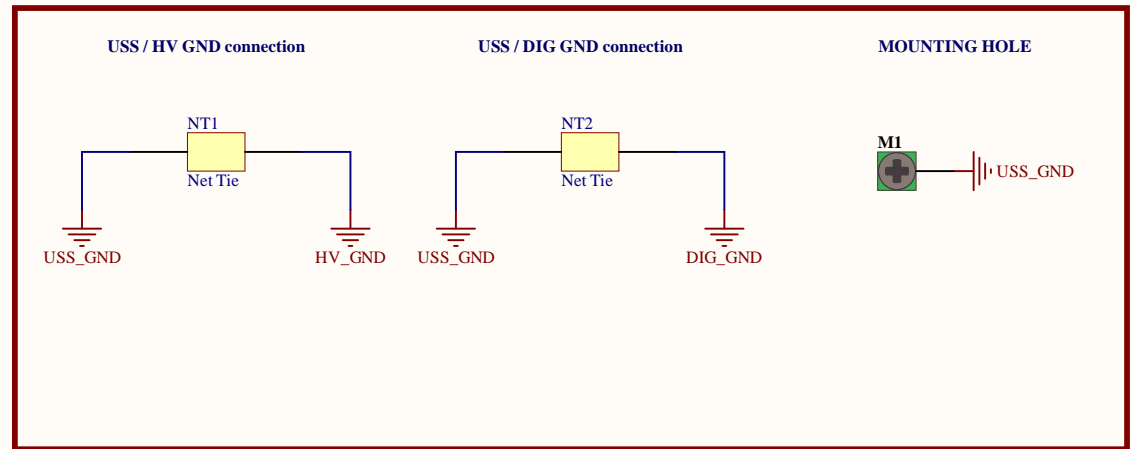 USS / HV GND connection
USS / DIG GND connection
MOUNTING HOLE
NT1
Net Tie
USS_GND
HV_GND
NT2
Net Tie
USS_GND
DIG_GND
M1
USS_GND